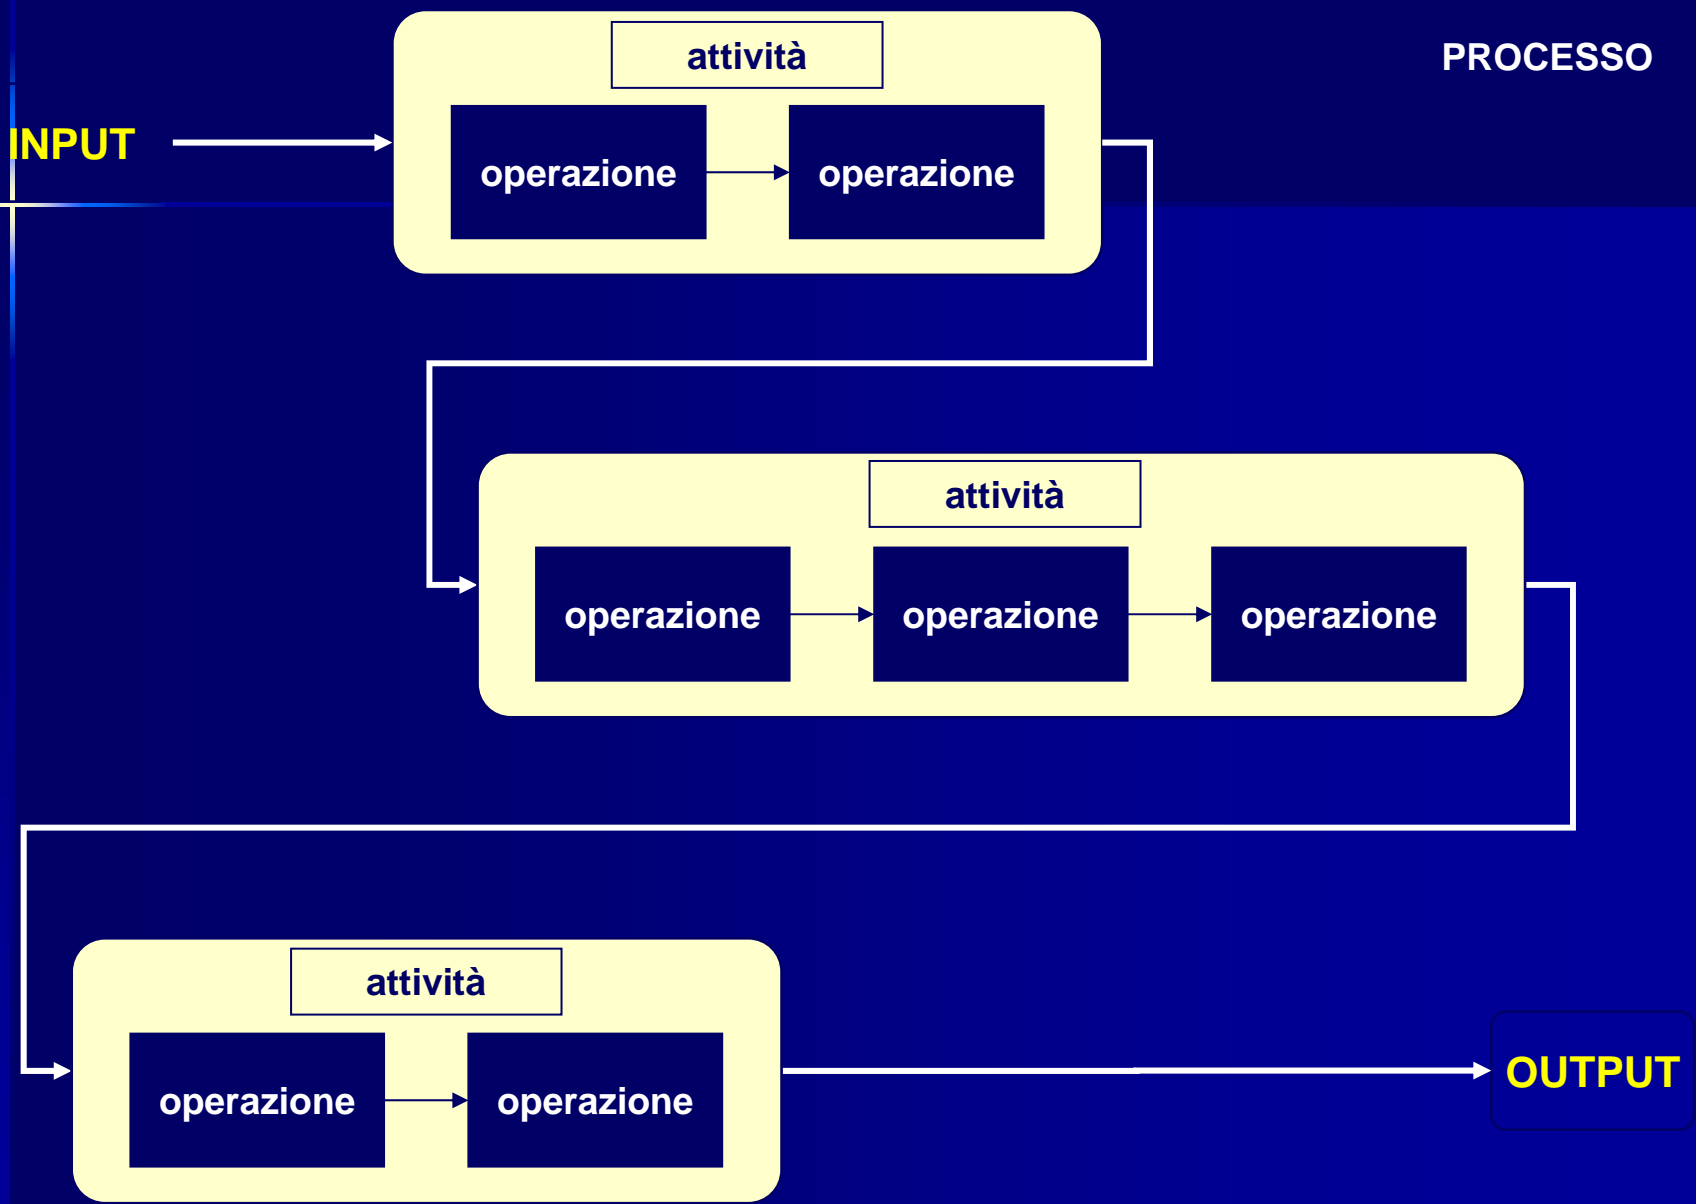 PROCESSO
INPUT
attività
operazione operazione
attività
operazione operazione operazione
attività
operazione operazione
OUTPUT